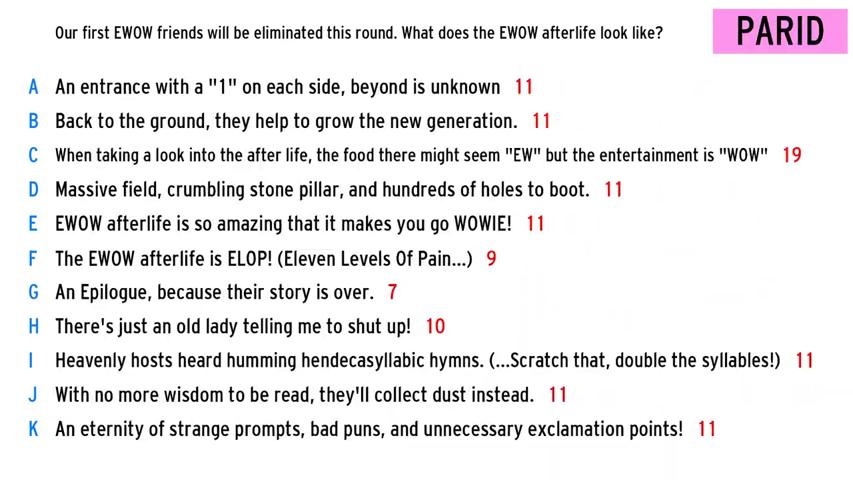 Our first EWOW friends will be eliminated this round. What does the EWOW afterlife look like?
PARID
A An entrance with a "1" on each side, beyond is unknown 11
B Back to the ground, they help to grow the new generation. 11
C When taking a look into the after life, the food there might seem "EW" but the entertainment is "WOW" 19
D Massive field, crumbling stone pillar, and hundreds of holes to boot. 11
E EWOW afterlife is so amazing that it makes you go WOWIE! 11
F The EWOW afterlife is ELOP! (Eleven Levels Of Pain...) 9
G An Epilogue, because their story is over. 7
H There's just an old lady telling me to shut up! 10
I Heavenly hosts heard humming hendecasyllabic hymns. (...Scratch that, double the syllables!) 11
J With no more wisdom to be read, they'll collect dust instead. 11
K An eternity of strange prompts, bad puns, and unnecessary exclamation points! 11